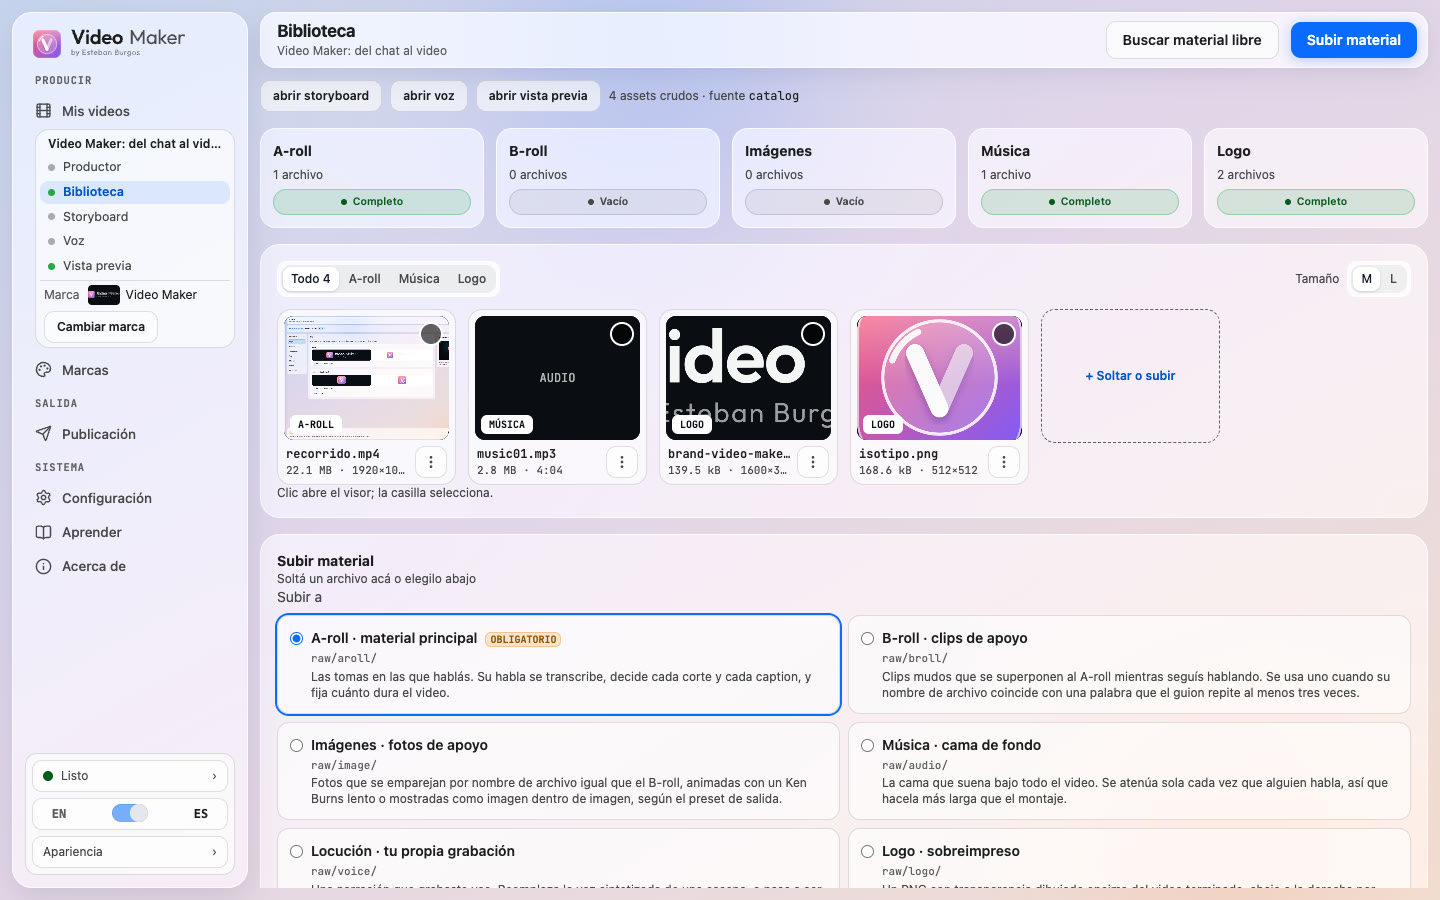 Video Maker
by Esteban Burgos
PRODUCIR
Mis videos
Video Maker: del chat al vid...
Productor
Biblioteca
Storyboard
Voz
Vista previa
Marca
Video Maker
Cambiar marca
Marcas
SALIDA
Publicación
SISTEMA
Configuración
Aprender
Acerca de
Listo
EN
ES
Apariencia
Biblioteca
Video Maker: del chat al video
Buscar material libre
Subir material
abrir storyboard
abrir voz
abrir vista previa
4 assets crudos · fuente catalog
A-roll
1 archivo
Completo
B-roll
0 archivos
Vacío
Imágenes
0 archivos
Vacío
Música
1 archivo
Completo
Logo
2 archivos
Completo
Todo 4
A-roll
Música
Logo
Tamaño
M
L
A-ROLL
recorrido.mp4
22.1 MB · 1920×10…
AUDIO
MÚSICA
music01.mp3
2.8 MB · 4:04
ideo
Esteban Burg
LOGO
brand-video-make…
139.5 kB · 1600×3…
LOGO
isotipo.png
168.6 kB · 512×512
+ Soltar o subir
Clic abre el visor; la casilla selecciona.
Subir material
Soltá un archivo acá o elegilo abajo
Subir a
A-roll · material principal
OBLIGATORIO
raw/aroll/
Las tomas en las que hablás. Su habla se transcribe, decide cada corte y cada caption, y
fija cuánto dura el video.
B-roll · clips de apoyo
raw/broll/
Clips mudos que se superponen al A-roll mientras seguís hablando. Se usa uno cuando su
nombre de archivo coincide con una palabra que el guion repite al menos tres veces.
Imágenes · fotos de apoyo
raw/image/
Fotos que se emparejan por nombre de archivo igual que el B-roll, animadas con un Ken
Burns lento o mostradas como imagen dentro de imagen, según el preset de salida.
Música · cama de fondo
raw/audio/
La cama que suena bajo todo el video. Se atenúa sola cada vez que alguien habla, así que
hacela más larga que el montaje.
Locución · tu propia grabación
raw/voice/
Logo · sobreimpreso
raw/logo/